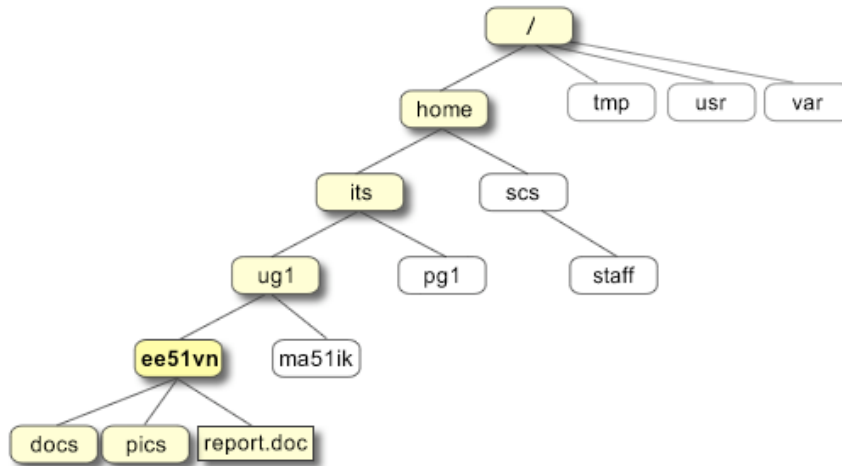 /
home
tmp
usr
var
its
scs
ug1
pg1
staff
ee51vn
ma51ik
docs
pics
report.doc